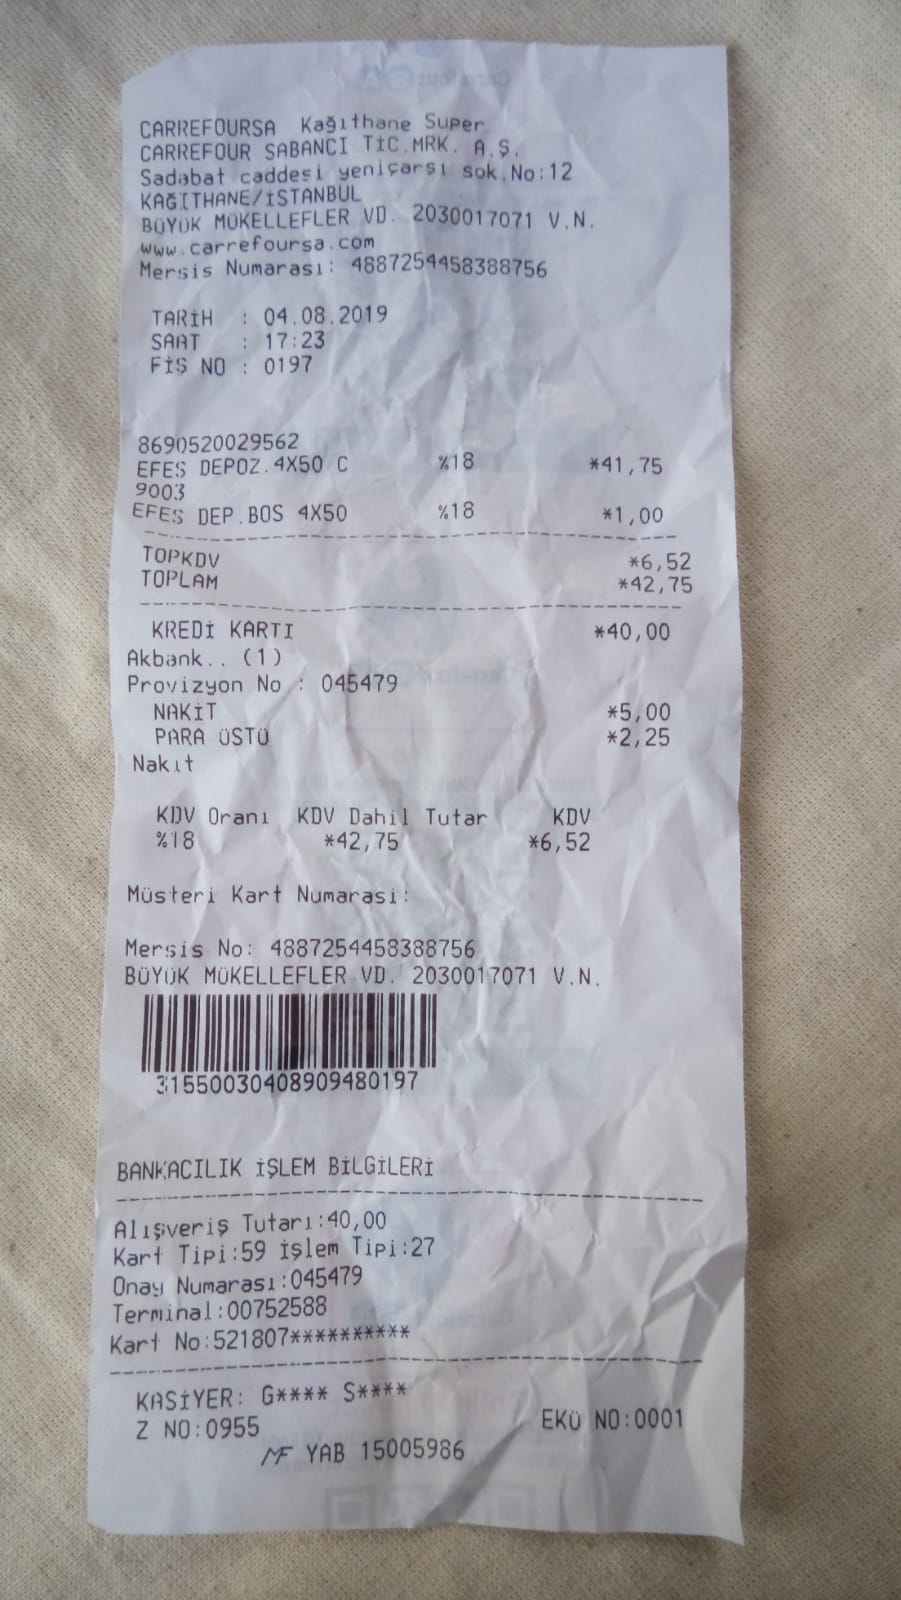 CARREFOURSA Kağıthane Super
CARREFOUR SABANCI TİC.MRK. A.Ş.
Sadabat caddesi yeniçarşı sok.No:12
KAĞITHANE/İSTANBUL
BÜYÜK MÜKELLEFLER VD. 2030017071 V.N.
www.carrefoursa.com
Mersis Numarası: 4887254458388756
TARİH : 04.08.2019
SAAT : 17:23
FİŞ NO : 0197
8690520029562
EFES DEPOZ.4X50 C %18 *41,75
9003
EFES DEP.BOS 4X50 %18 *1,00
TOPKDV *6,52
TOPLAM *42,75
KREDİ KARTI *40,00
Akbank.. (1)
Provizyon No : 045479
NAKİT *5,00
PARA ÜSTÜ *2,25
Nakıt
KDV Oranı KDV Dahil Tutar KDV
%18 *42,75 *6,52
Müsteri Kart Numarasi:
Mersis No: 4887254458388756
BÜYÜK MÜKELLEFLER VD. 2030017071 V.N.
31550030408909480197
BANKACILIK İŞLEM BİLGİLERİ
Alışveriş Tutarı:40,00
Kart Tipi:59 İşlem Tipi:27
Onay Numarası:045479
Terminal:00752588
Kart No:521807**********
KASİYER: G**** S****
Z NO:0955 EKÜ NO:0001
MF YAB 15005986